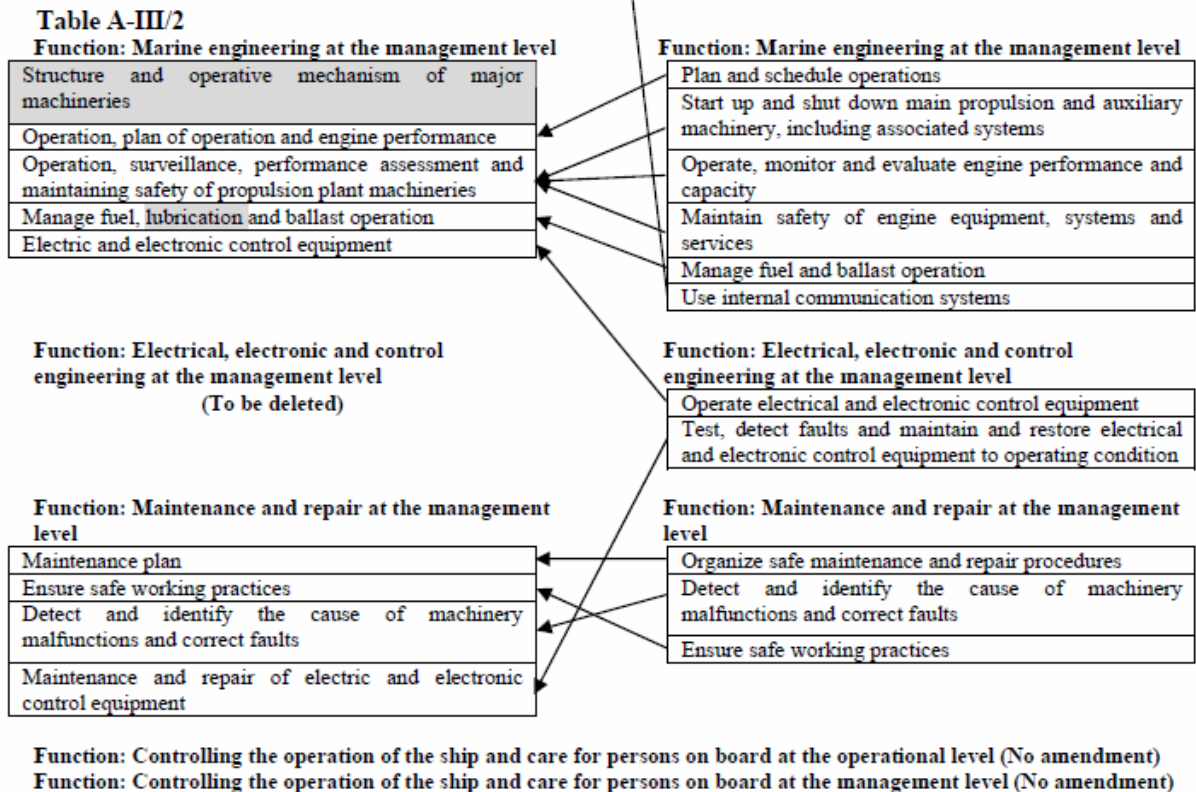 Table A-III/2
Function: Marine engineering at the management level
Structure and operative mechanism of major
machineries
Operation, plan of operation and engine performance
Operation, surveillance, performance assessment and
maintaining safety of propulsion plant machineries
Manage fuel, lubrication and ballast operation
Electric and electronic control equipment
Function: Marine engineering at the management level
Plan and schedule operations
Start up and shut down main propulsion and auxiliary
machinery, including associated systems
Operate, monitor and evaluate engine performance and
capacity
Maintain safety of engine equipment, systems and
services
Manage fuel and ballast operation
Use internal communication systems
Function: Electrical, electronic and control
engineering at the management level
(To be deleted)
Function: Electrical, electronic and control
engineering at the management level
Operate electrical and electronic control equipment
Test, detect faults and maintain and restore electrical
and electronic control equipment to operating condition
Function: Maintenance and repair at the management
level
Maintenance plan
Ensure safe working practices
Detect and identify the cause of machinery
malfunctions and correct faults
Maintenance and repair of electric and electronic
control equipment
Function: Maintenance and repair at the management
level
Organize safe maintenance and repair procedures
Detect and identify the cause of machinery
malfunctions and correct faults
Ensure safe working practices
Function: Controlling the operation of the ship and care for persons on board at the operational level (No amendment)
Function: Controlling the operation of the ship and care for persons on board at the management level (No amendment)